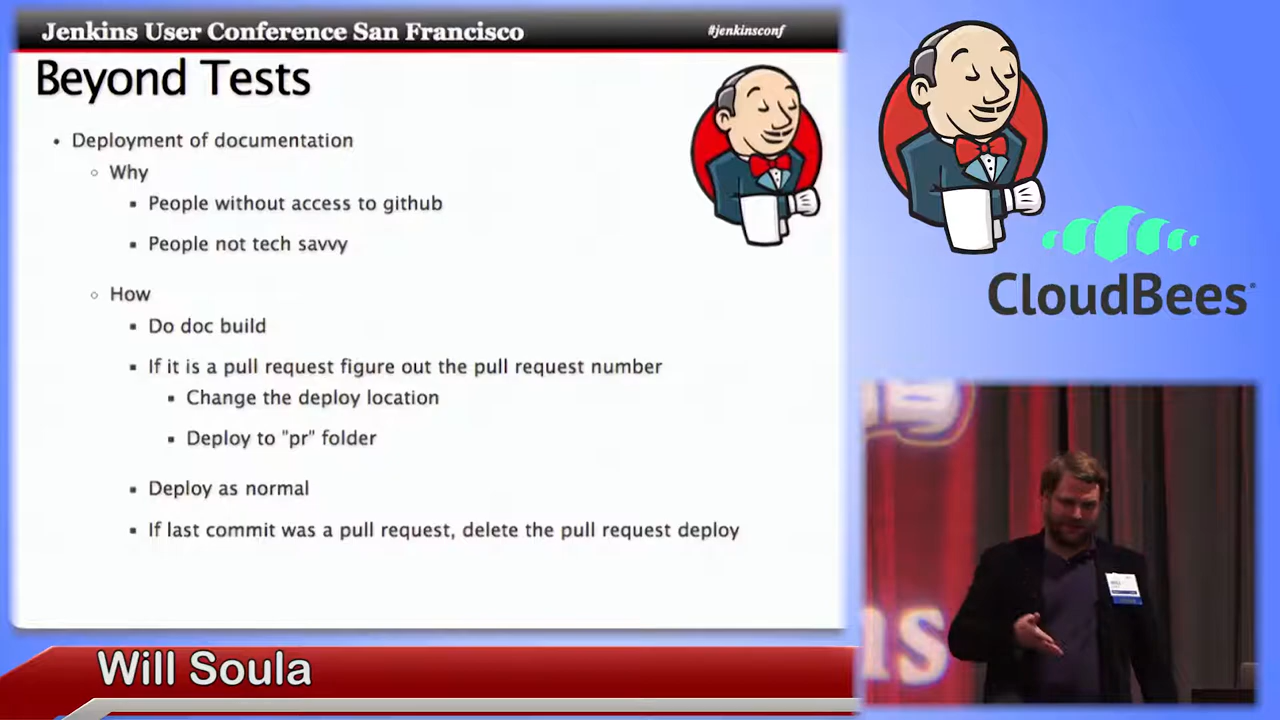 Jenkins User Conference San Francisco
#jenkinsconf
Beyond Tests
• Deployment of documentation
○ Why
▪ People without access to github
▪ People not tech savvy
○ How
▪ Do doc build
▪ If it is a pull request figure out the pull request number
▪ Change the deploy location
▪ Deploy to "pr" folder
▪ Deploy as normal
▪ If last commit was a pull request, delete the pull request deploy
CloudBees
Will Soula